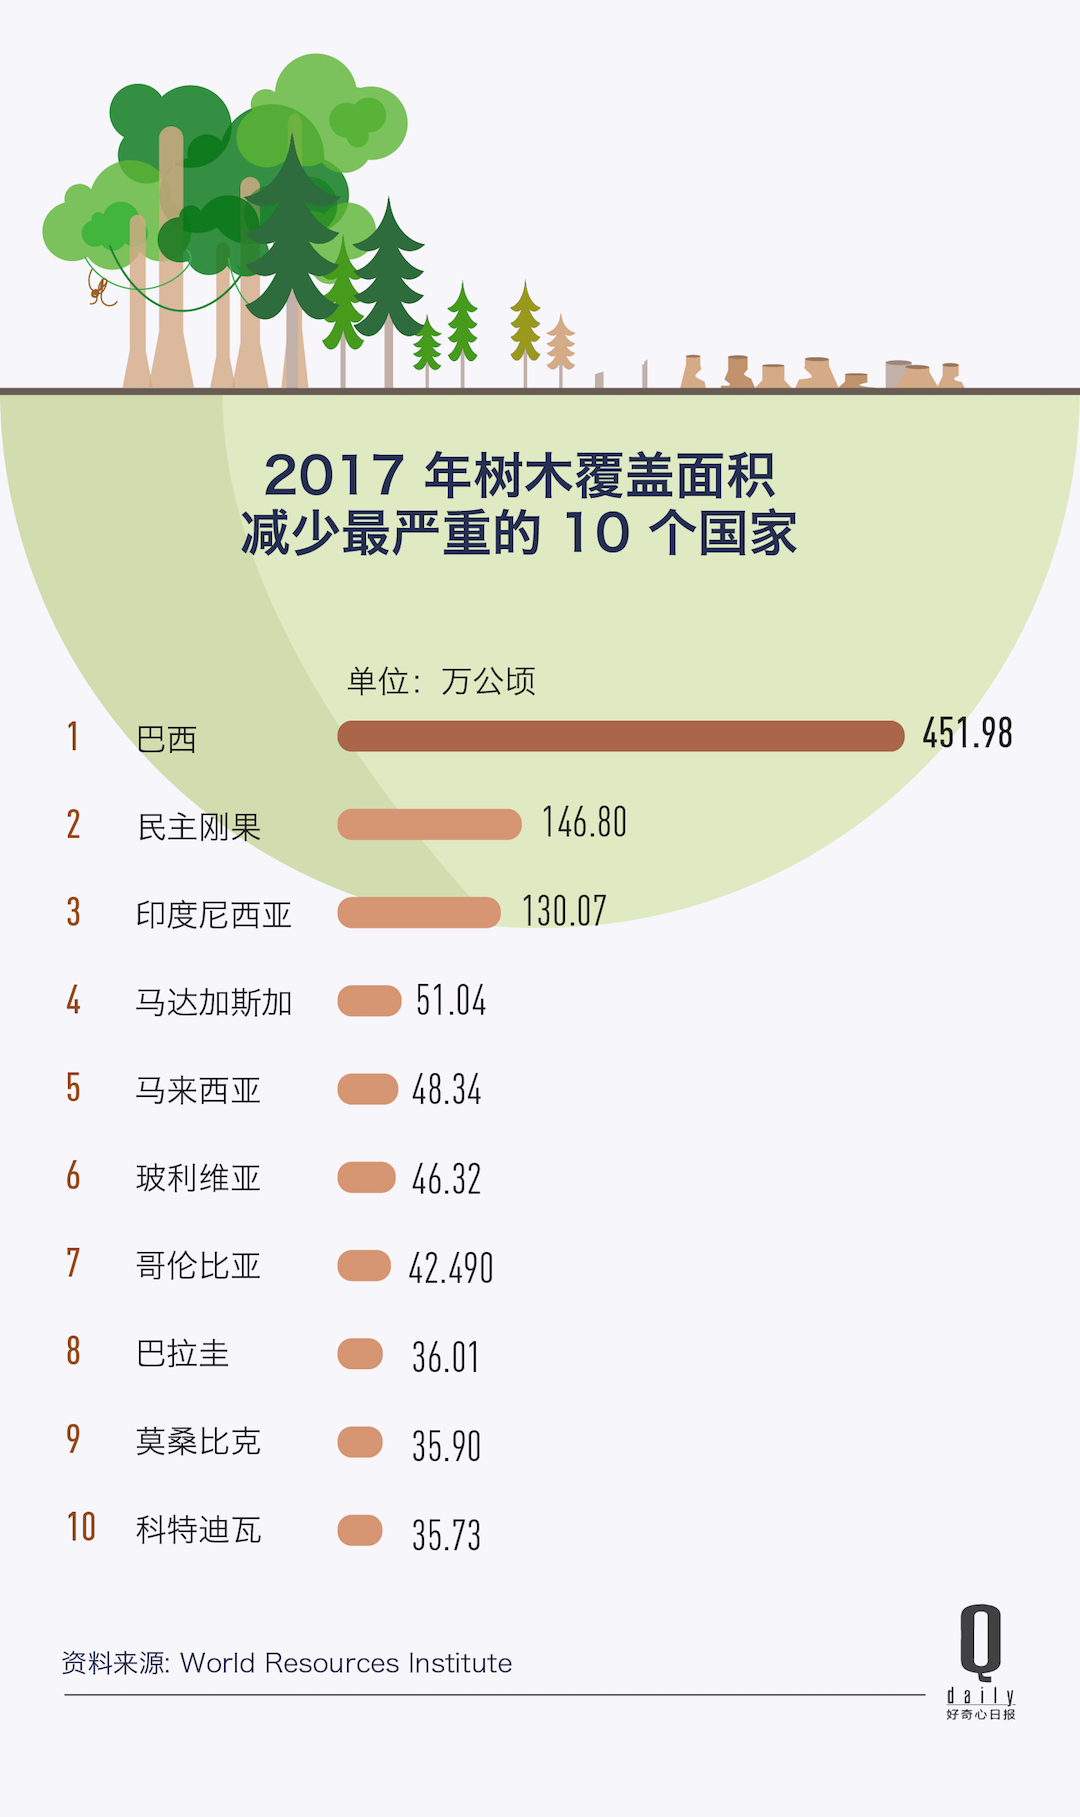 2017 年树木覆盖面积
减少最严重的 10 个国家
单位：万公顷
1 巴西 451.98
2 民主刚果 146.80
3 印度尼西亚 130.07
4 马达加斯加 51.04
5 马来西亚 48.34
6 玻利维亚 46.32
7 哥伦比亚 42.490
8 巴拉圭 36.01
9 莫桑比克 35.90
10 科特迪瓦 35.73
资料来源: World Resources Institute
Q
daily
好奇心日报